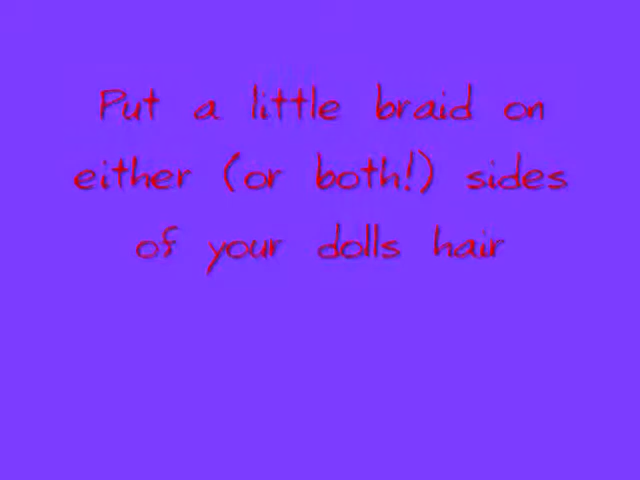 Put a little braid on
either (or both!) sides
of your dolls hair